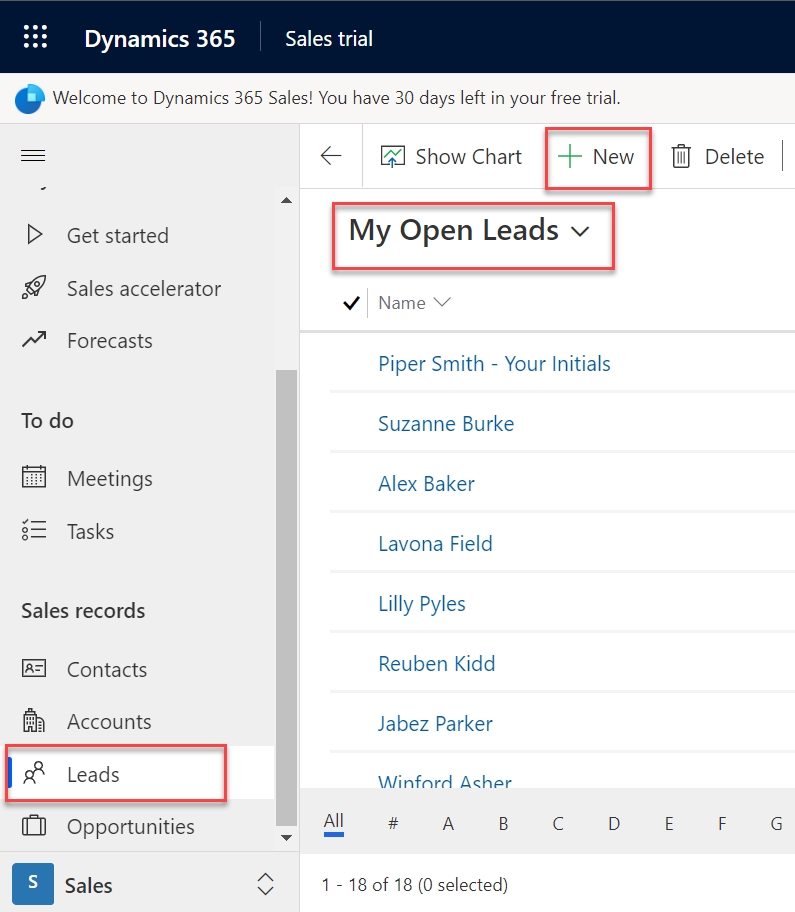 Dynamics 365
Sales trial
Welcome to Dynamics 365 Sales! You have 30 days left in your free trial.
Get started
Sales accelerator
Forecasts
To do
Meetings
Tasks
Sales records
Contacts
Accounts
Leads
Opportunities
S
Sales
Show Chart
New
Delete
My Open Leads
Name
Piper Smith - Your Initials
Suzanne Burke
Alex Baker
Lavona Field
Lilly Pyles
Reuben Kidd
Jabez Parker
Winford Asher
All # A B C D E F G
1 - 18 of 18 (0 selected)